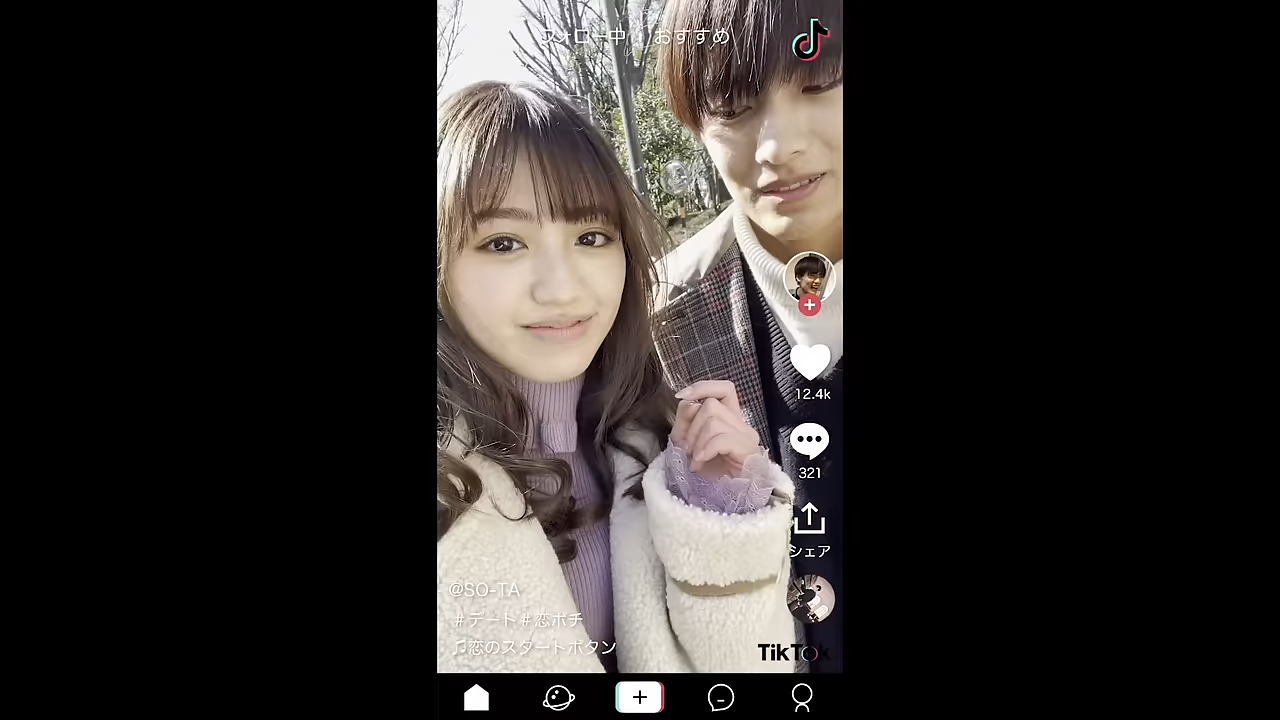 フォロー中 | おすすめ
12.4k
321
シェア
@SO-TA
#デート#恋ポチ
♫恋のスタートボタン
TikTok